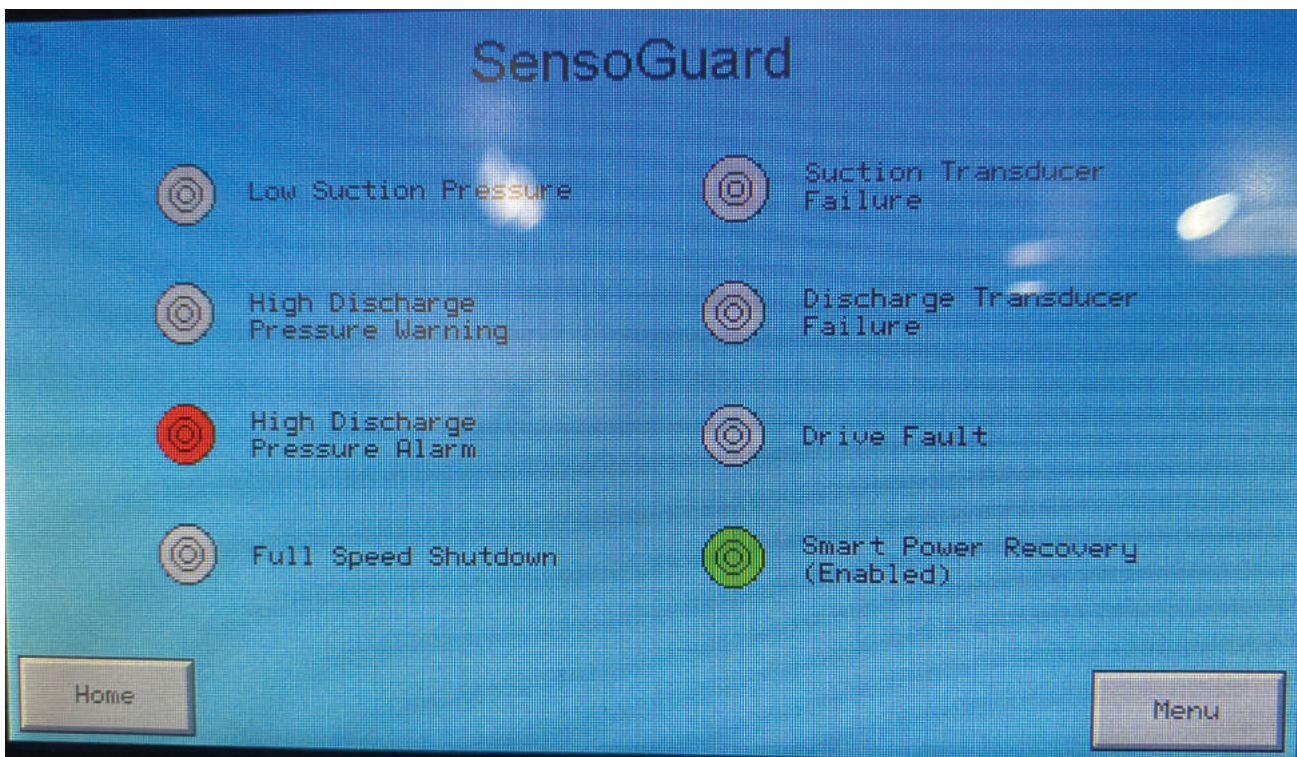 C5
SensoGuard
Low Suction Pressure
Suction Transducer
Failure
High Discharge
Pressure Warning
Discharge Transducer
Failure
High Discharge
Pressure Alarm
Drive Fault
Full Speed Shutdown
Smart Power Recovery
(Enabled)
Home
Menu